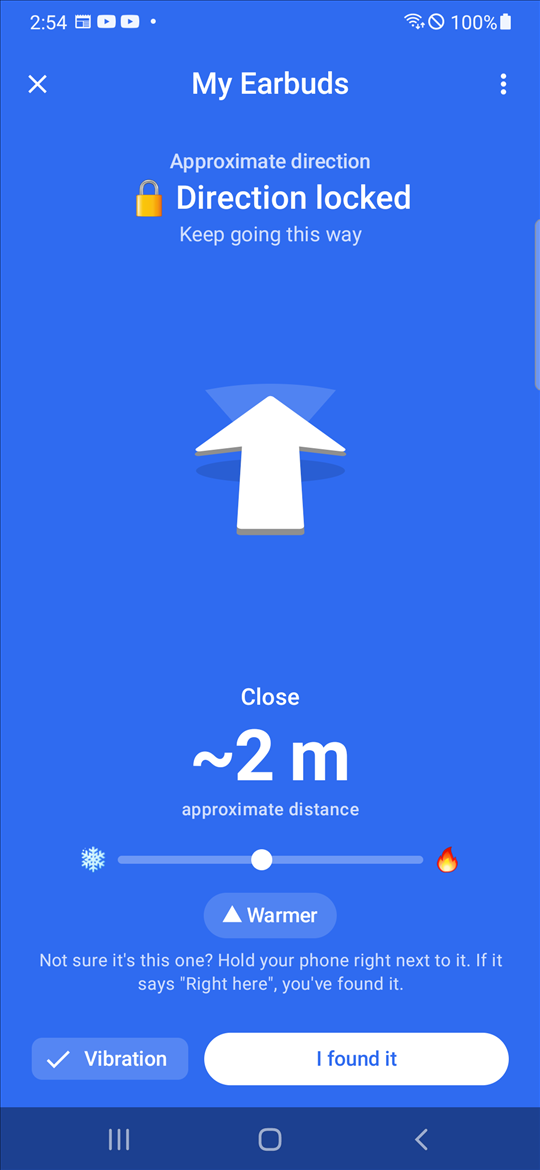 2:54
100%
My Earbuds
Approximate direction
🔒 Direction locked
Keep going this way
Close
~2 m
approximate distance
▲ Warmer
Not sure it's this one? Hold your phone right next to it. If it
says "Right here", you've found it.
Vibration
I found it